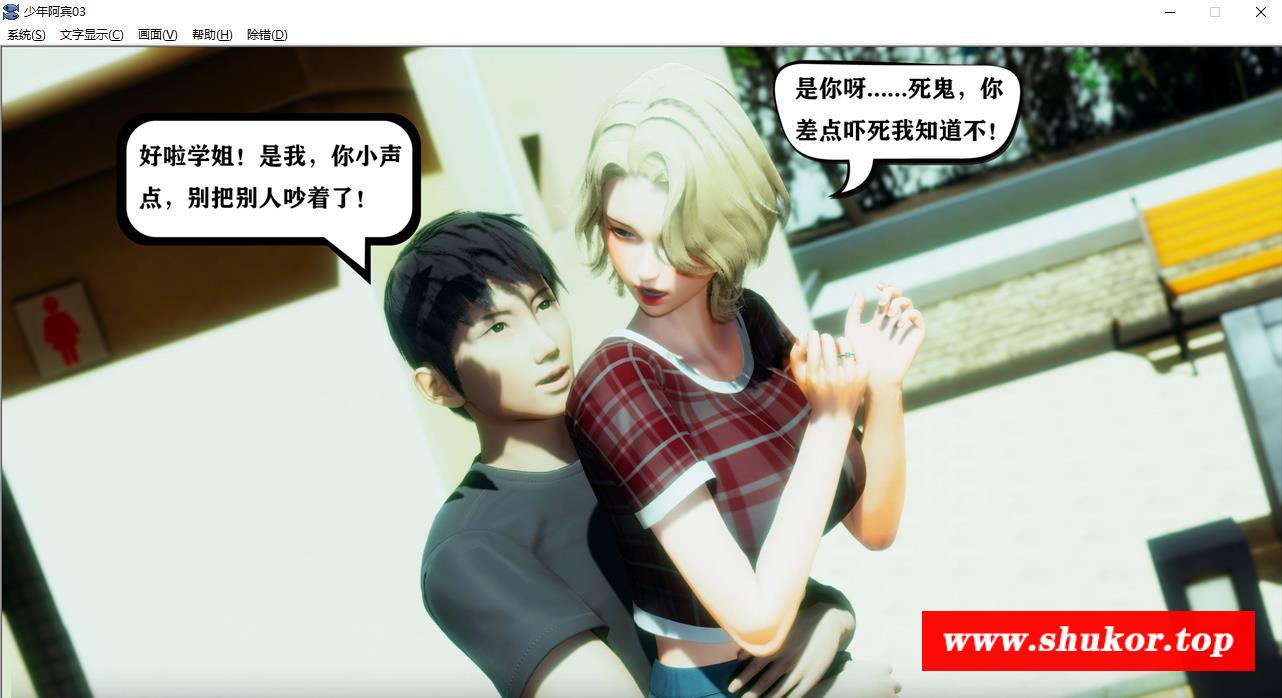 少年阿宾03
系统(S) 文字显示(C) 画面(V) 帮助(H) 除错(D)
好啦学姐！是我，你小声
点，别把别人吵着了！
是你呀……死鬼，你
差点吓死我知道不！
www.shukor.top